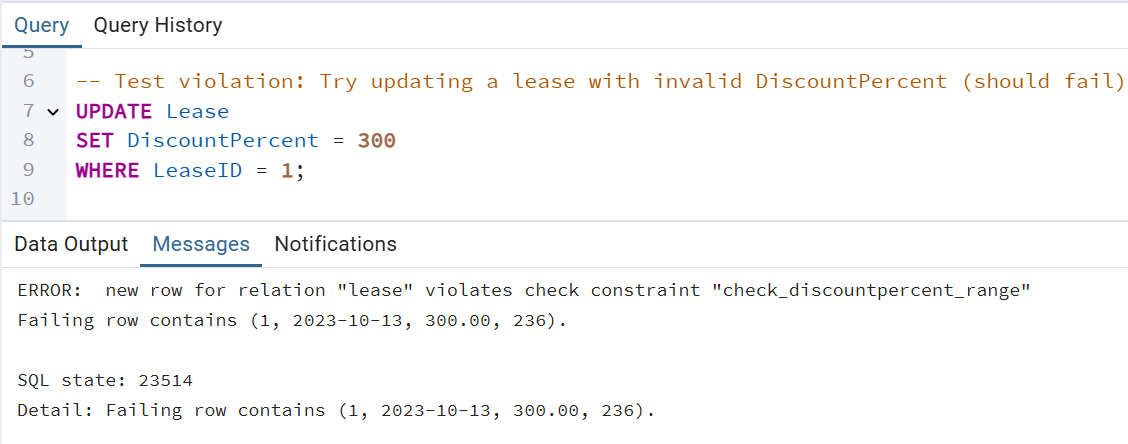 Query Query History
5
6 -- Test violation: Try updating a lease with invalid DiscountPercent (should fail)
7 UPDATE Lease
8 SET DiscountPercent = 300
9 WHERE LeaseID = 1;
10
Data Output Messages Notifications
ERROR:  new row for relation "lease" violates check constraint "check_discountpercent_range"
Failing row contains (1, 2023-10-13, 300.00, 236).
SQL state: 23514
Detail: Failing row contains (1, 2023-10-13, 300.00, 236).